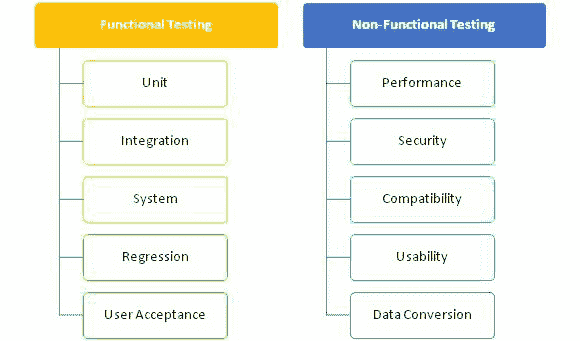 Functional Testing
Unit
Integration
System
Regression
User Acceptance
Non-Functional Testing
Performance
Security
Compatibility
Usability
Data Conversion